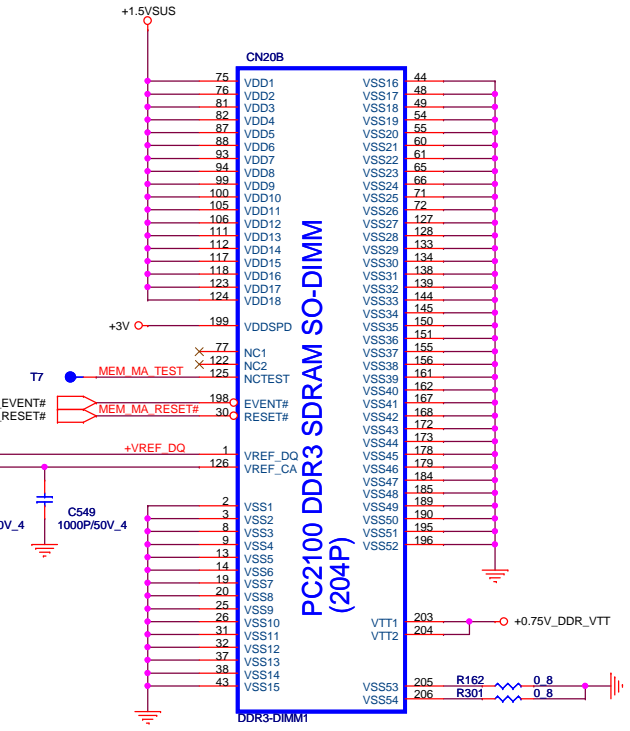 +1.5VSUS
CN20B
75 VDD1 VSS16 44
76 VDD2 VSS17 48
81 VDD3 VSS18 49
82 VDD4 VSS19 54
87 VDD5 VSS20 55
88 VDD6 VSS21 60
93 VDD7 VSS22 61
94 VDD8 VSS23 65
99 VDD9 VSS24 66
100 VDD10 VSS25 71
105 VDD11 VSS26 72
106 VDD12 VSS27 127
111 VDD13 VSS28 128
112 VDD14 VSS29 133
117 VDD15 VSS30 134
118 VDD16 VSS31 138
123 VDD17 VSS32 139
124 VDD18 VSS33 144
VSS34 145
+3V 199 VDDSPD VSS35 150
VSS36 151
77 NC1 VSS37 155
122 NC2 VSS38 156
T7 MEM_MA_TEST 125 NCTEST VSS39 161
VSS40 162
_EVENT# 198 EVENT# VSS41 167
_RESET# MEM_MA_RESET# 30 RESET# VSS42 168
VSS43 172
VSS44 173
+VREF_DQ 1 VREF_DQ VSS45 178
126 VREF_CA VSS46 179
VSS47 184
VSS48 185
2 VSS1 VSS49 189
3 VSS2 VSS50 190
8 VSS3 VSS51 195
9 VSS4 VSS52 196
C549
0V_4 1000P/50V_4
13 VSS5
14 VSS6
19 VSS7
20 VSS8
25 VSS9
26 VSS10 VTT1 203 +0.75V_DDR_VTT
31 VSS11 VTT2 204
32 VSS12
37 VSS13
38 VSS14
43 VSS15 VSS53 205 R162 0_8
VSS54 206 R301 0_8
PC2100 DDR3 SDRAM SO-DIMM
(204P)
DDR3-DIMM1